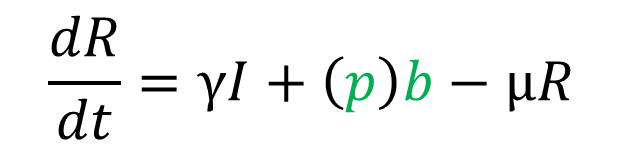 dR/dt = γI + (p)b − μR